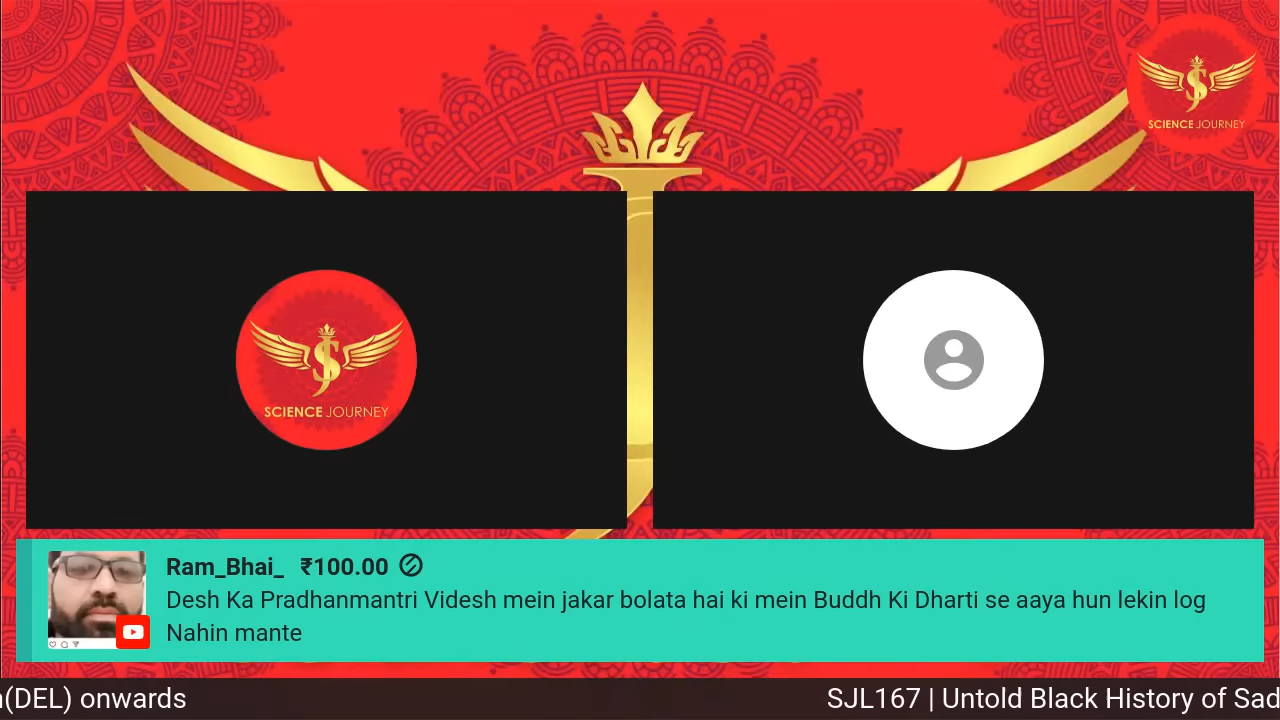 SCIENCE JOURNEY
SCIENCE JOURNEY
Ram_Bhai_ ₹100.00
Desh Ka Pradhanmantri Videsh mein jakar bolata hai ki mein Buddh Ki Dharti se aaya hun lekin log
Nahin mante
(DEL) onwards
SJL167 | Untold Black History of Sad